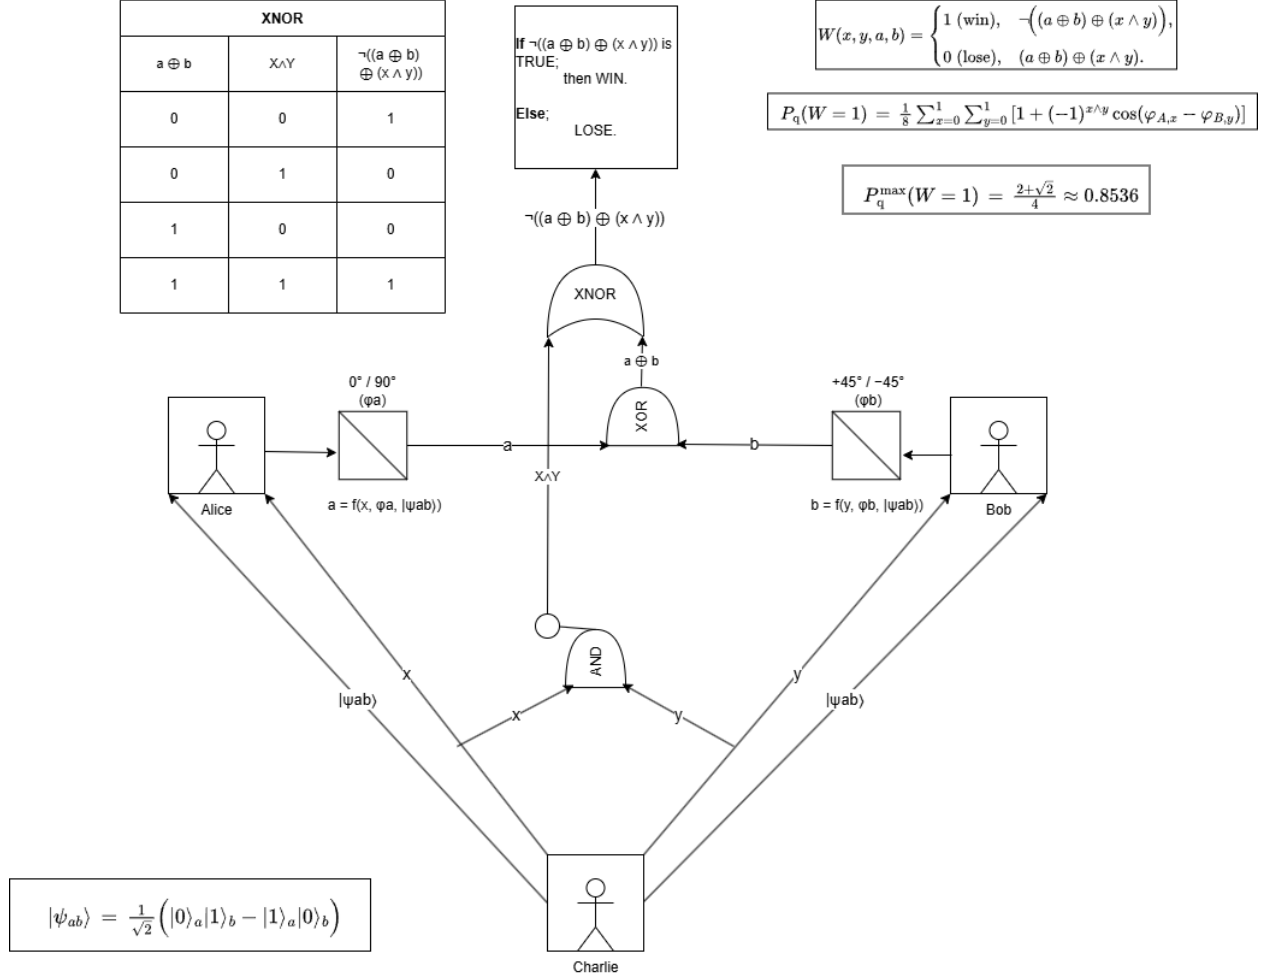 XNOR
a ⊕ b
X∧Y
¬((a ⊕ b)
⊕ (x ∧ y))
0 0 1
0 1 0
1 0 0
1 1 1
If ¬((a ⊕ b) ⊕ (x ∧ y)) is
TRUE;
then WIN.
Else;
LOSE.
W(x, y, a, b) = { 1 (win), ¬((a ⊕ b) ⊕ (x ∧ y)),
0 (lose), (a ⊕ b) ⊕ (x ∧ y).
P_q(W = 1) = 1/8 ∑_{x=0}^{1} ∑_{y=0}^{1} [1 + (−1)^{x∧y} cos(φ_{A,x} − φ_{B,y})]
P_q^{max}(W = 1) = (2+√2)/4 ≈ 0.8536
¬((a ⊕ b) ⊕ (x ∧ y))
XNOR
a ⊕ b
0° / 90°
(φa)
XOR
+45° / −45°
(φb)
a
b
X∧Y
Alice
a = f(x, φa, |ψab⟩)
b = f(y, φb, |ψab⟩)
Bob
AND
x
y
|ψab⟩
|ψab⟩
x
y
|ψ_{ab}⟩ = 1/√2 (|0⟩_a|1⟩_b − |1⟩_a|0⟩_b)
Charlie